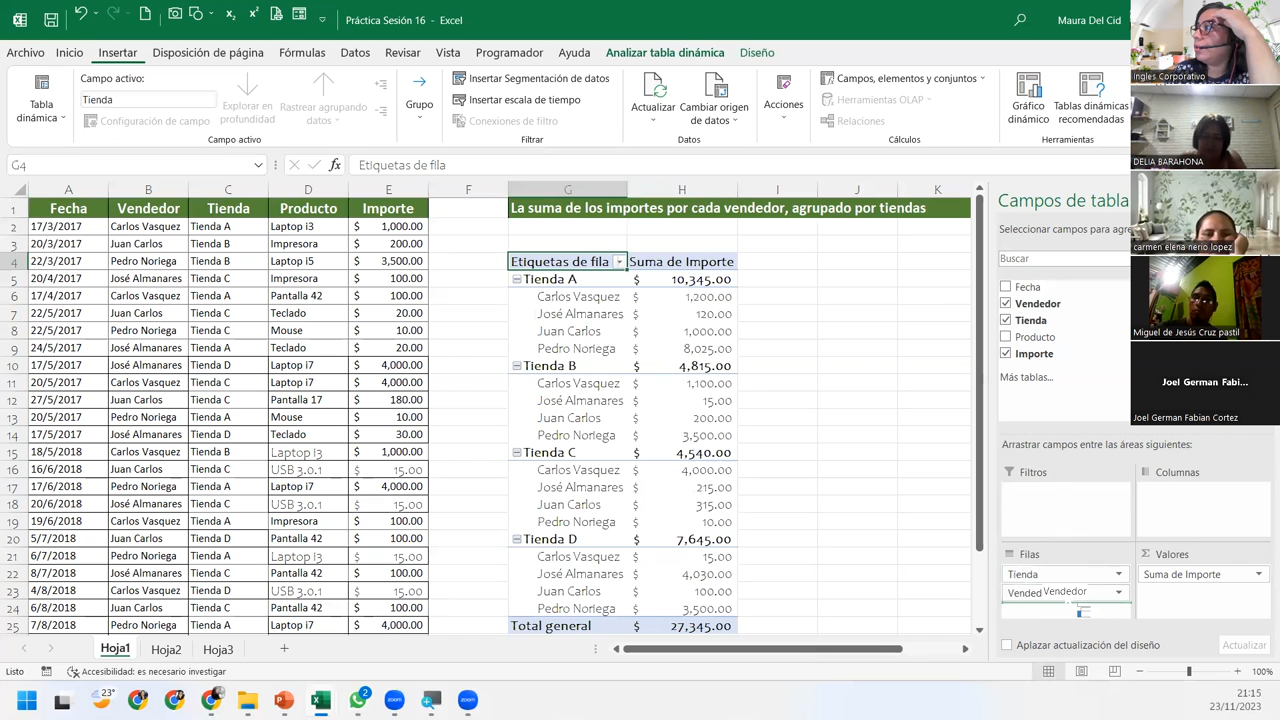 Práctica Sesión 16 - Excel
Maura Del Cid
Archivo Inicio Insertar Disposición de página Fórmulas Datos Revisar Vista Programador Ayuda Analizar tabla dinámica Diseño
Tabla dinámica
Campo activo:
Tienda
Configuración de campo
Explorar en profundidad
Rastrear agrupando datos
Campo activo
Grupo
Insertar Segmentación de datos
Insertar escala de tiempo
Conexiones de filtro
Filtrar
Actualizar
Cambiar origen de datos
Datos
Acciones
Campos, elementos y conjuntos
Herramientas OLAP
Relaciones
Cálculos
Gráfico dinámico
Tablas dinámicas recomendadas
Herramientas
Ingles Corporativo
DELIA BARAHONA
carmen elena nerio lopez
Miguel de Jesús Cruz pastil
Joel German Fabi...
Joel German Fabian Cortez
G4 fx Etiquetas de fila
A B C D E F G H I J K
1 Fecha Vendedor Tienda Producto Importe La suma de los importes por cada vendedor, agrupado por tiendas
2 17/3/2017 Carlos Vasquez Tienda A Laptop i3 $ 1,000.00
3 20/3/2017 Juan Carlos Tienda B Impresora $ 200.00
4 22/3/2017 Pedro Noriega Tienda B Laptop i5 $ 3,500.00 Etiquetas de fila Suma de Importe
5 20/4/2017 José Almanares Tienda C Impresora $ 100.00 Tienda A $ 10,345.00
6 17/4/2017 Carlos Vasquez Tienda A Pantalla 42 $ 100.00 Carlos Vasquez $ 1,200.00
7 22/5/2017 Juan Carlos Tienda C Teclado $ 20.00 José Almanares $ 120.00
8 22/5/2017 Pedro Noriega Tienda C Mouse $ 10.00 Juan Carlos $ 1,000.00
9 24/5/2017 José Almanares Tienda A Teclado $ 20.00 Pedro Noriega $ 8,025.00
10 17/5/2017 José Almanares Tienda D Laptop i7 $ 4,000.00 Tienda B $ 4,815.00
11 20/5/2017 Carlos Vasquez Tienda C Laptop i7 $ 4,000.00 Carlos Vasquez $ 1,100.00
12 20/5/2017 Juan Carlos Tienda C Pantalla 17 $ 180.00 José Almanares $ 15.00
13 20/5/2017 Pedro Noriega Tienda A Mouse $ 10.00 Juan Carlos $ 200.00
14 17/5/2017 José Almanares Tienda D Teclado $ 30.00 Pedro Noriega $ 3,500.00
15 18/5/2018 Carlos Vasquez Tienda B Laptop i3 $ 1,000.00 Tienda C $ 4,540.00
16 16/6/2018 Juan Carlos Tienda C USB 3.0.1 $ 15.00 Carlos Vasquez $ 4,000.00
17 17/6/2018 Pedro Noriega Tienda A Laptop i7 $ 4,000.00 José Almanares $ 215.00
18 20/6/2018 José Almanares Tienda C USB 3.0.1 $ 15.00 Juan Carlos $ 315.00
19 19/6/2018 Carlos Vasquez Tienda A Impresora $ 100.00 Pedro Noriega $ 10.00
20 5/7/2018 Juan Carlos Tienda D Pantalla 42 $ 100.00 Tienda D $ 7,645.00
21 6/7/2018 Pedro Noriega Tienda A Laptop i3 $ 15.00 Carlos Vasquez $ 15.00
22 8/7/2018 José Almanares Tienda C Pantalla 42 $ 100.00 José Almanares $ 4,030.00
23 4/8/2018 Carlos Vasquez Tienda D USB 3.0.1 $ 15.00 Juan Carlos $ 100.00
24 6/8/2018 Juan Carlos Tienda C Pantalla 42 $ 100.00 Pedro Noriega $ 3,500.00
25 7/8/2018 Pedro Noriega Tienda A Laptop i7 $ 4,000.00 Total general $ 27,345.00
Campos de tabla
Seleccionar campos para agre
Buscar
Fecha
Vendedor
Tienda
Producto
Importe
Más tablas...
Arrastrar campos entre las áreas siguientes:
Filtros Columnas
Filas Σ Valores
Tienda Suma de Importe
Vended Vendedor
Aplazar actualización del diseño Actualizar
Hoja1 Hoja2 Hoja3
Listo Accesibilidad: es necesario investigar 100%
23° 2 zoom zoom
21:15
23/11/2023